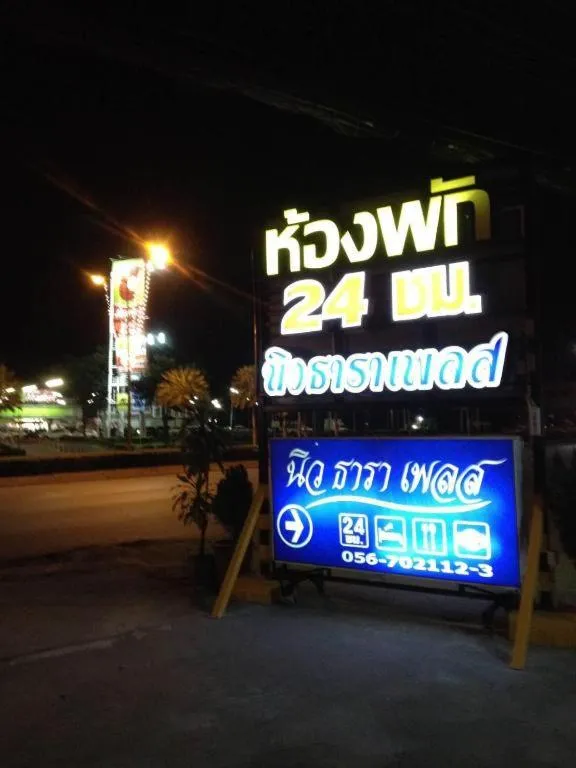 ห้องพัก
24 ชม.
นิวธาราเพลส
นิว ธารา เพลส
24
ชม.
056-702112-3